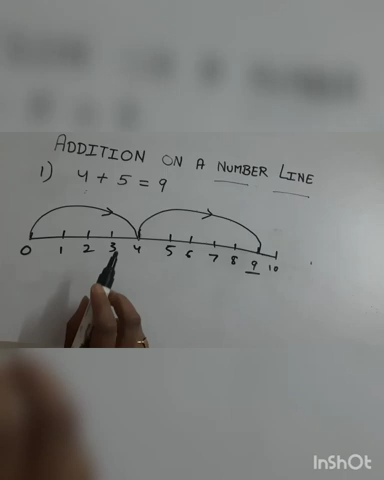 ADDITION ON A NUMBER LINE
1) 4 + 5 = 9
0 1 2 3 4 5 6 7 8 9 10
InShOt